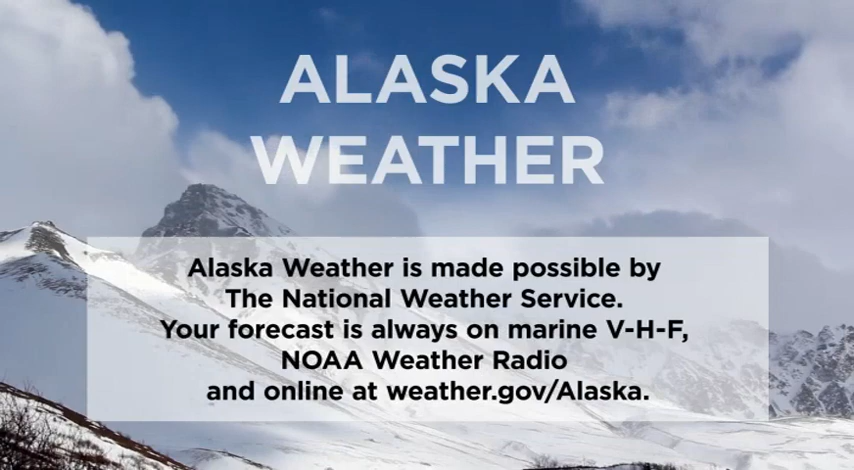 ALASKA
WEATHER
Alaska Weather is made possible by
The National Weather Service.
Your forecast is always on marine V-H-F,
NOAA Weather Radio
and online at weather.gov/Alaska.